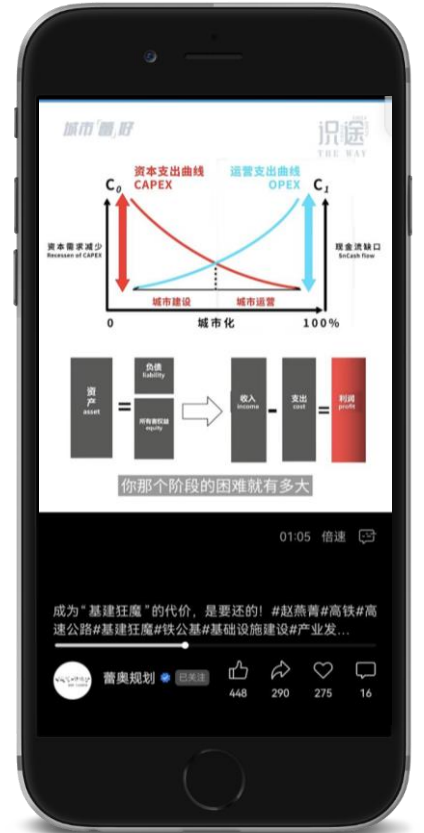 城市「蕾」好
识途
THE WAY
资本支出曲线
CAPEX
运营支出曲线
OPEX
C₀
C₁
资本需求减少
Recessen of CAPEX
现金流缺口
SnCash flow
城市建设
城市运营
0
城市化
100%
资产
asset
=
负债
liability
所有者权益
equity
收入
income
-
支出
cost
=
利润
profit
你那个阶段的困难就有多大
01:05 倍速
成为“基建狂魔”的代价，是要还的！#赵燕菁#高铁#高
速公路#基建狂魔#铁公基#基础设施建设#产业发...
蕾奥规划 已关注
448 290 275 16